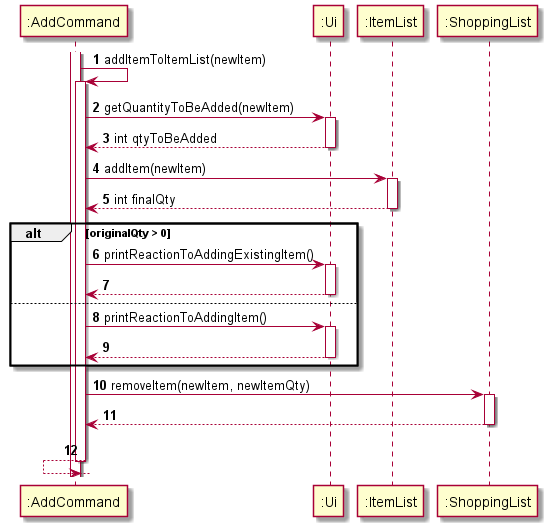 :AddCommand :Ui :ItemList :ShoppingList
1 addItemToItemList(newItem)
2 getQuantityToBeAdded(newItem)
3 int qtyToBeAdded
4 addItem(newItem)
5 int finalQty
alt [originalQty > 0]
6 printReactionToAddingExistingItem()
7
8 printReactionToAddingItem()
9
10 removeItem(newItem, newItemQty)
11
12
:AddCommand :Ui :ItemList :ShoppingList